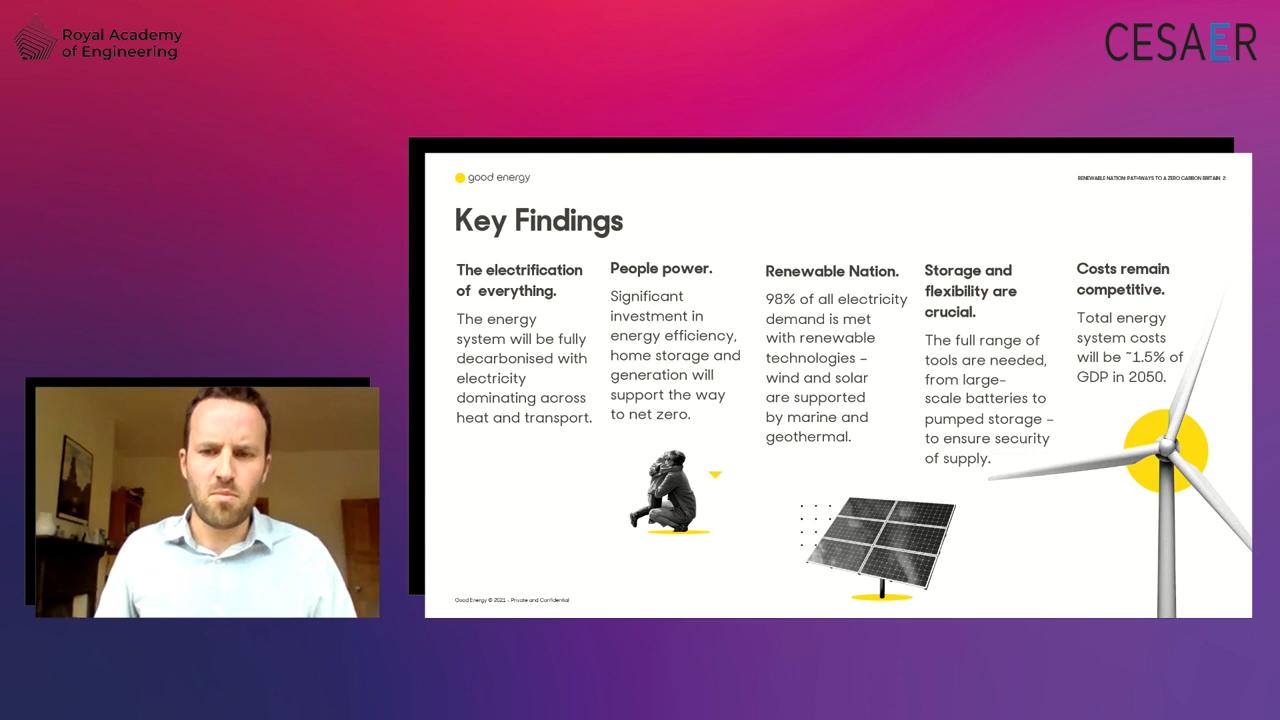 Royal Academy
of Engineering
CESAER
good energy
RENEWABLE NATION: PATHWAYS TO A ZERO CARBON BRITAIN 2
Key Findings
The electrification
of everything.
The energy
system will be fully
decarbonised with
electricity
dominating across
heat and transport.
People power.
Significant
investment in
energy efficiency,
home storage and
generation will
support the way
to net zero.
Renewable Nation.
98% of all electricity
demand is met
with renewable
technologies –
wind and solar
are supported
by marine and
geothermal.
Storage and
flexibility are
crucial.
The full range of
tools are needed,
from large-
scale batteries to
pumped storage –
to ensure security
of supply.
Costs remain
competitive.
Total energy
system costs
will be ~1.5% of
GDP in 2050.
Good Energy © 2021 - Private and Confidential